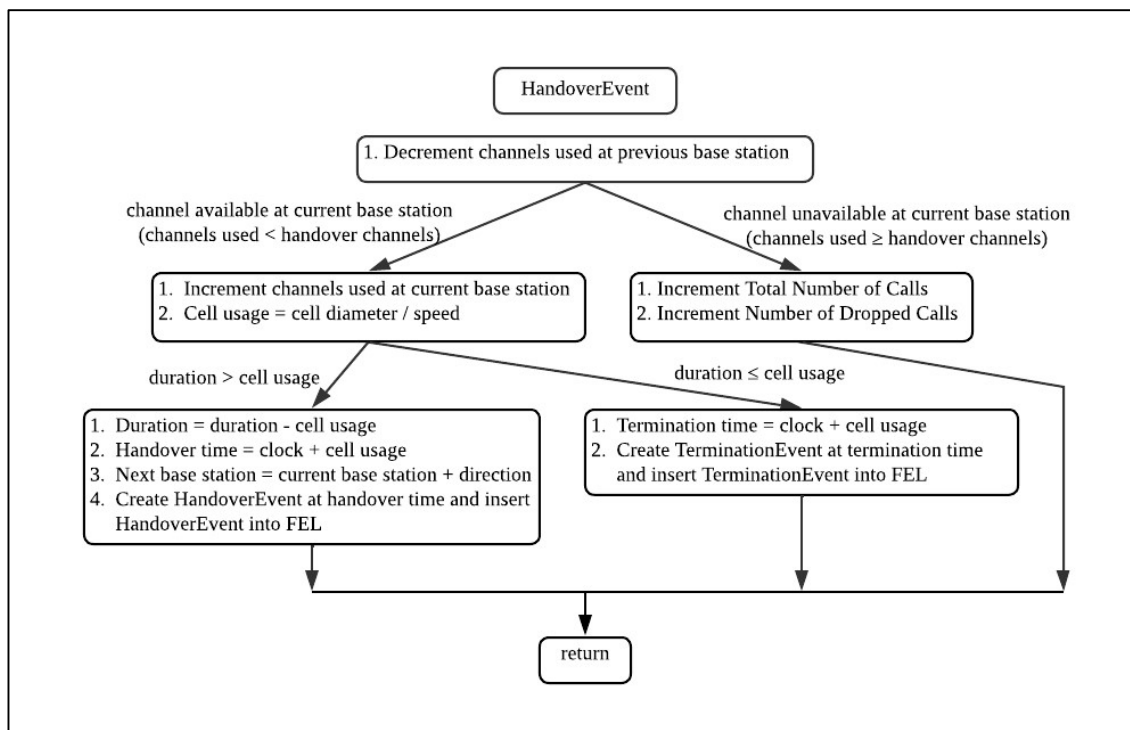 HandoverEvent
1. Decrement channels used at previous base station
channel available at current base station
(channels used < handover channels)
channel unavailable at current base station
(channels used ≥ handover channels)
1. Increment channels used at current base station
2. Cell usage = cell diameter / speed
1. Increment Total Number of Calls
2. Increment Number of Dropped Calls
duration > cell usage
duration ≤ cell usage
1. Duration = duration - cell usage
2. Handover time = clock + cell usage
3. Next base station = current base station + direction
4. Create HandoverEvent at handover time and insert
HandoverEvent into FEL
1. Termination time = clock + cell usage
2. Create TerminationEvent at termination time
and insert TerminationEvent into FEL
return